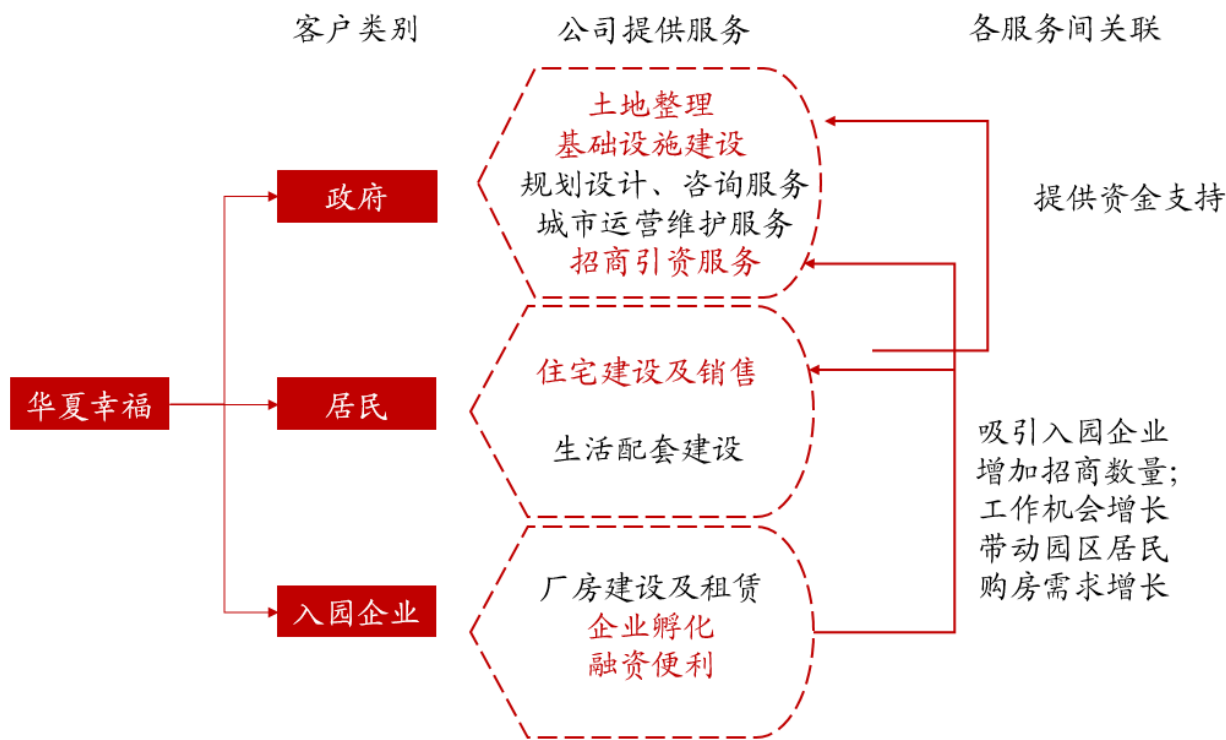 客户类别
公司提供服务
各服务间关联
土地整理
基础设施建设
规划设计、咨询服务
城市运营维护服务
招商引资服务
政府
提供资金支持
住宅建设及销售
生活配套建设
华夏幸福
居民
吸引入园企业
增加招商数量;
工作机会增长
带动园区居民
购房需求增长
厂房建设及租赁
企业孵化
融资便利
入园企业